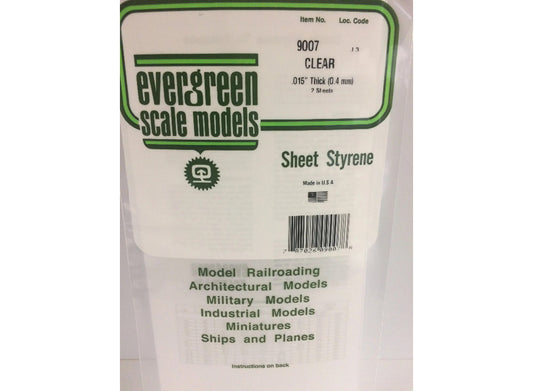 Item No. Loc. Code
9007 J 3
CLEAR
.015" Thick (0.4 mm)
2 Sheets
evergreen
scale models
Sheet Styrene
Made in U.S.A
Model Railroading
Architectural Models
Military Models
Industrial Models
Miniatures
Ships and Planes
Instructions on back